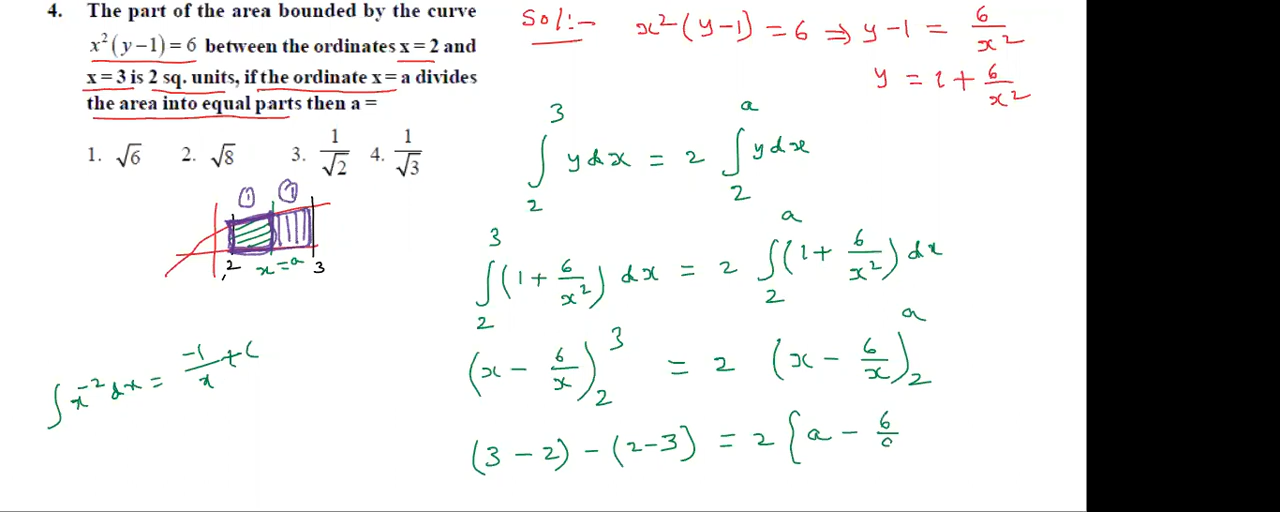 4. The part of the area bounded by the curve
x²(y−1)=6 between the ordinates x=2 and
x=3 is 2 sq. units, if the ordinate x=a divides
the area into equal parts then a =
1. √6 2. √8 3. 1/√2 4. 1/√3
① ①
2 x=a 3
∫x⁻²dx = -1/x + C
Sol:-
x²(y-1)=6 ⇒ y-1 = 6/x²
y = 1 + 6/x²
∫₂³ ydx = 2 ∫₂ᵃ ydx
∫₂³ (1 + 6/x²) dx = 2 ∫₂ᵃ (1 + 6/x²) dx
(x - 6/x)₂³ = 2 (x - 6/x)₂ᵃ
(3 - 2) - (2-3) = 2 { a - 6/